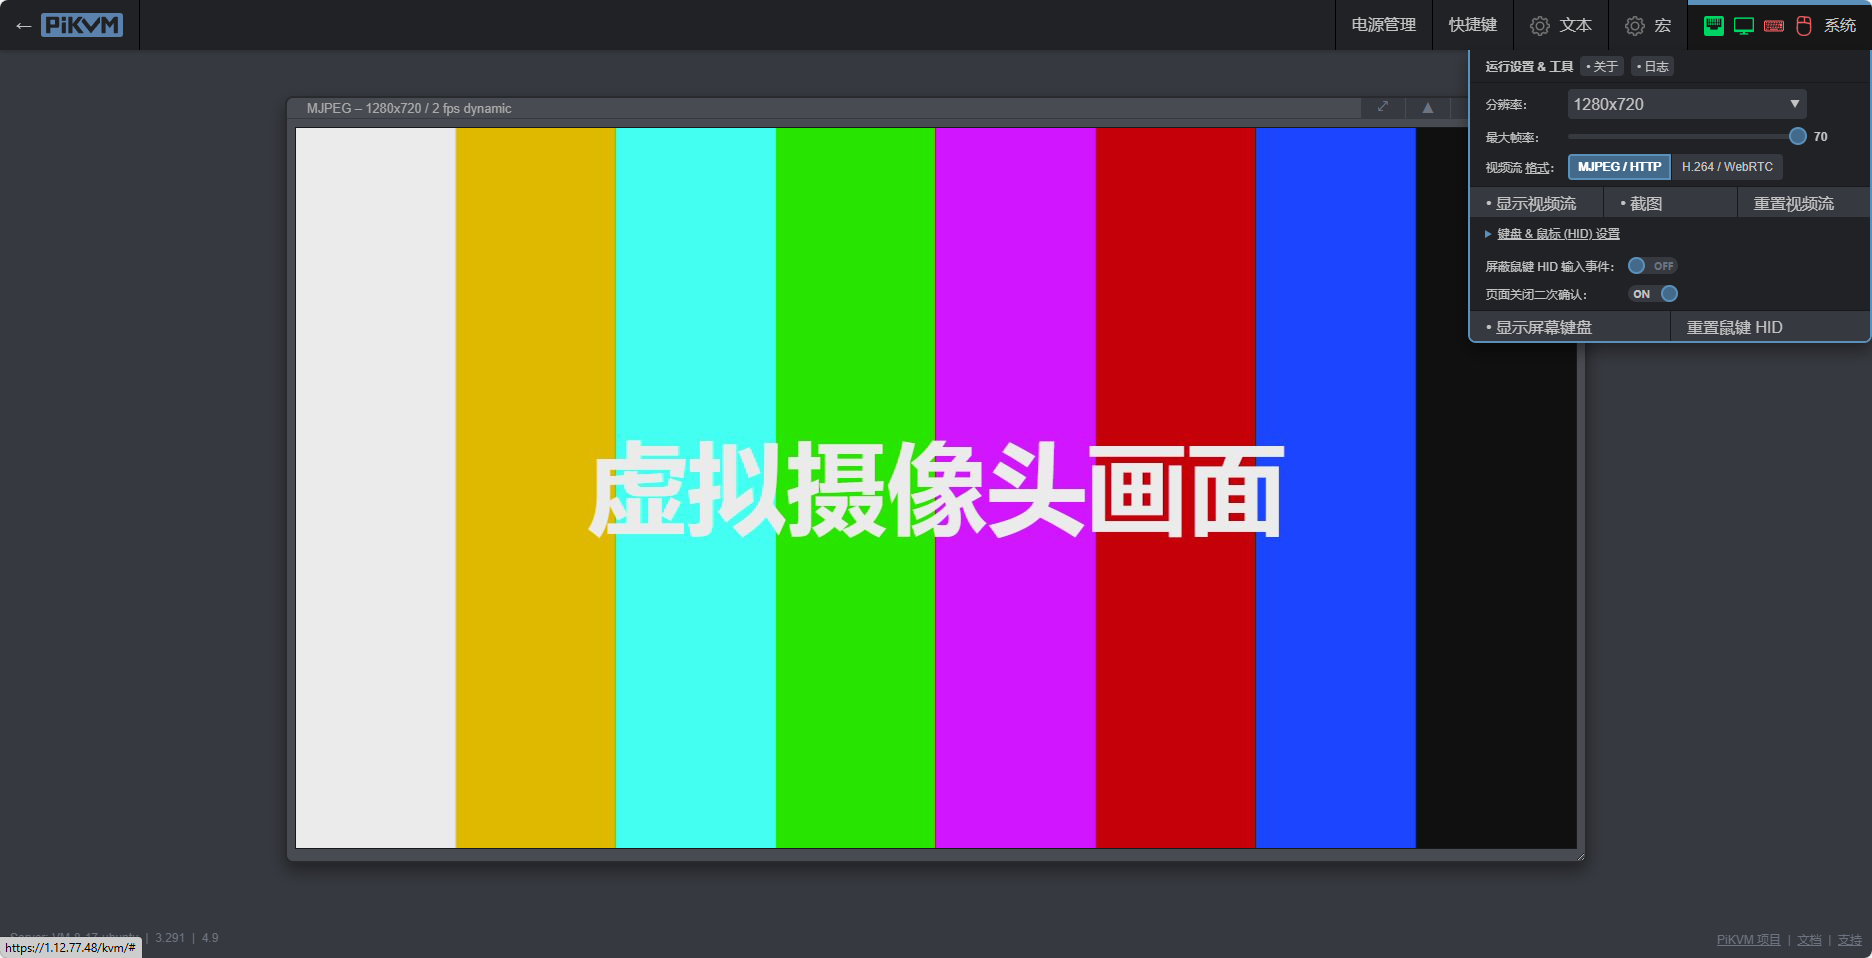 ← PiKVM
电源管理
快捷键
文本
宏
系统
MJPEG – 1280x720 / 2 fps dynamic
运行设置 & 工具 • 关于 • 日志
分辨率: 1280x720
最大帧率: 70
视频流 格式: MJPEG / HTTP H.264 / WebRTC
• 显示视频流 • 截图 重置视频流
键盘 & 鼠标 (HID) 设置
屏蔽鼠键 HID 输入事件: OFF
页面关闭二次确认: ON
• 显示屏幕键盘 重置鼠键 HID
虚拟摄像头画面
| 3.291 | 4.9
https://1.12.77.48/kvm/#
PiKVM 项目 | 文档 | 支持